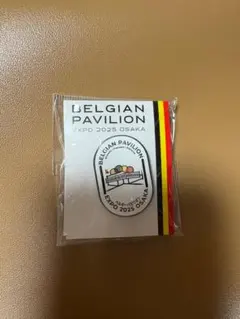 BELGIAN
PAVILION
EXPO 2025 OSAKA
BELGIAN PAVILION
EXPO 2025 OSAKA